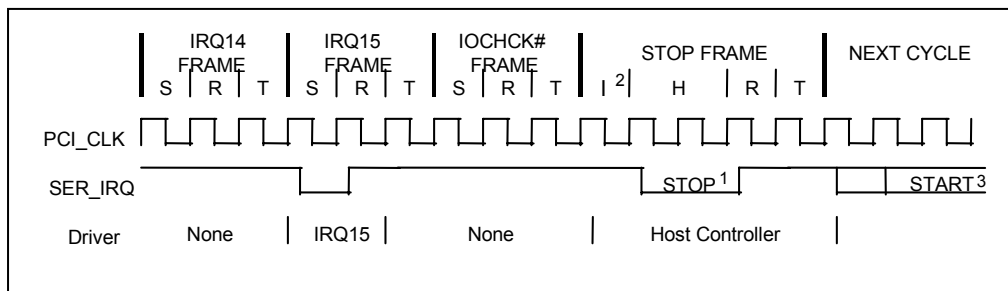 IRQ14 FRAME
IRQ15 FRAME
IOCHCK# FRAME
STOP FRAME
NEXT CYCLE
S R T S R T S R T I 2 H R T
PCI_CLK
SER_IRQ STOP 1 START 3
Driver None IRQ15 None Host Controller